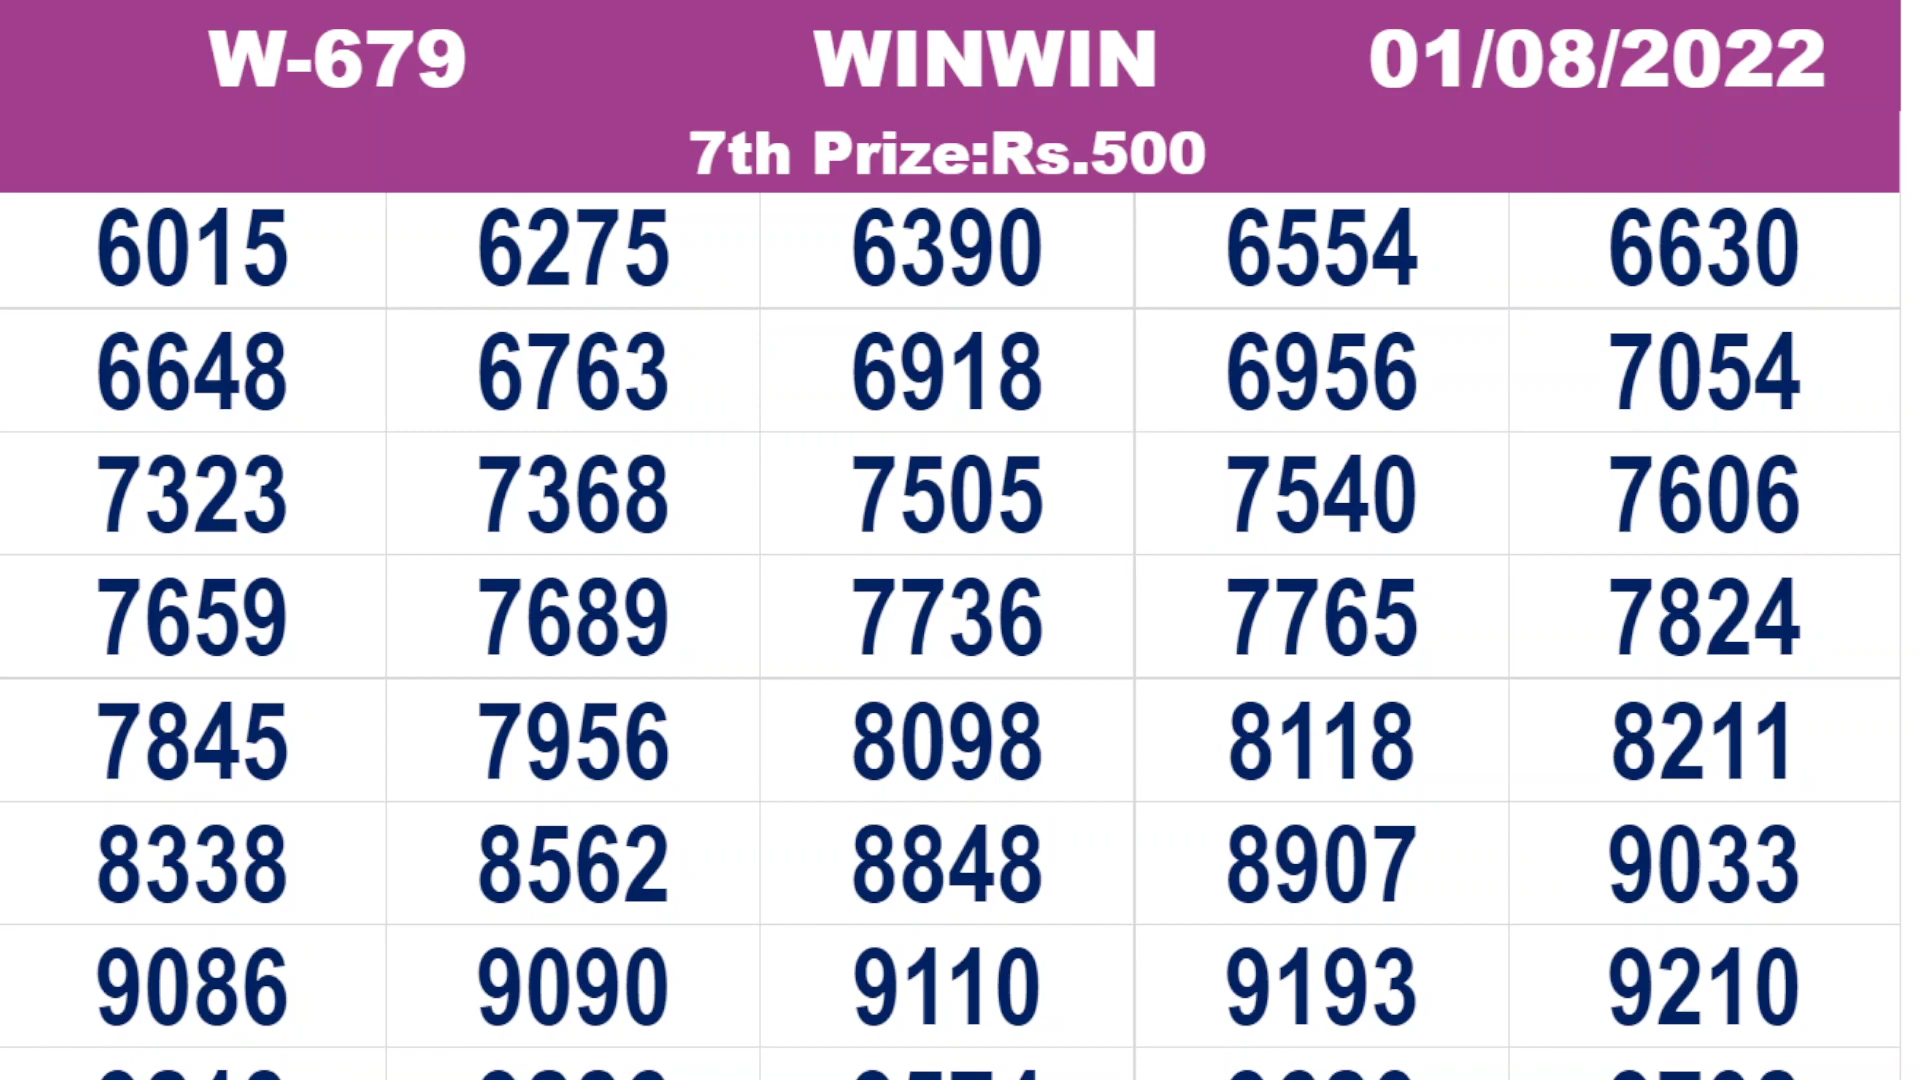 W-679 WINWIN 01/08/2022
7th Prize:Rs.500
6015 6275 6390 6554 6630
6648 6763 6918 6956 7054
7323 7368 7505 7540 7606
7659 7689 7736 7765 7824
7845 7956 8098 8118 8211
8338 8562 8848 8907 9033
9086 9090 9110 9193 9210